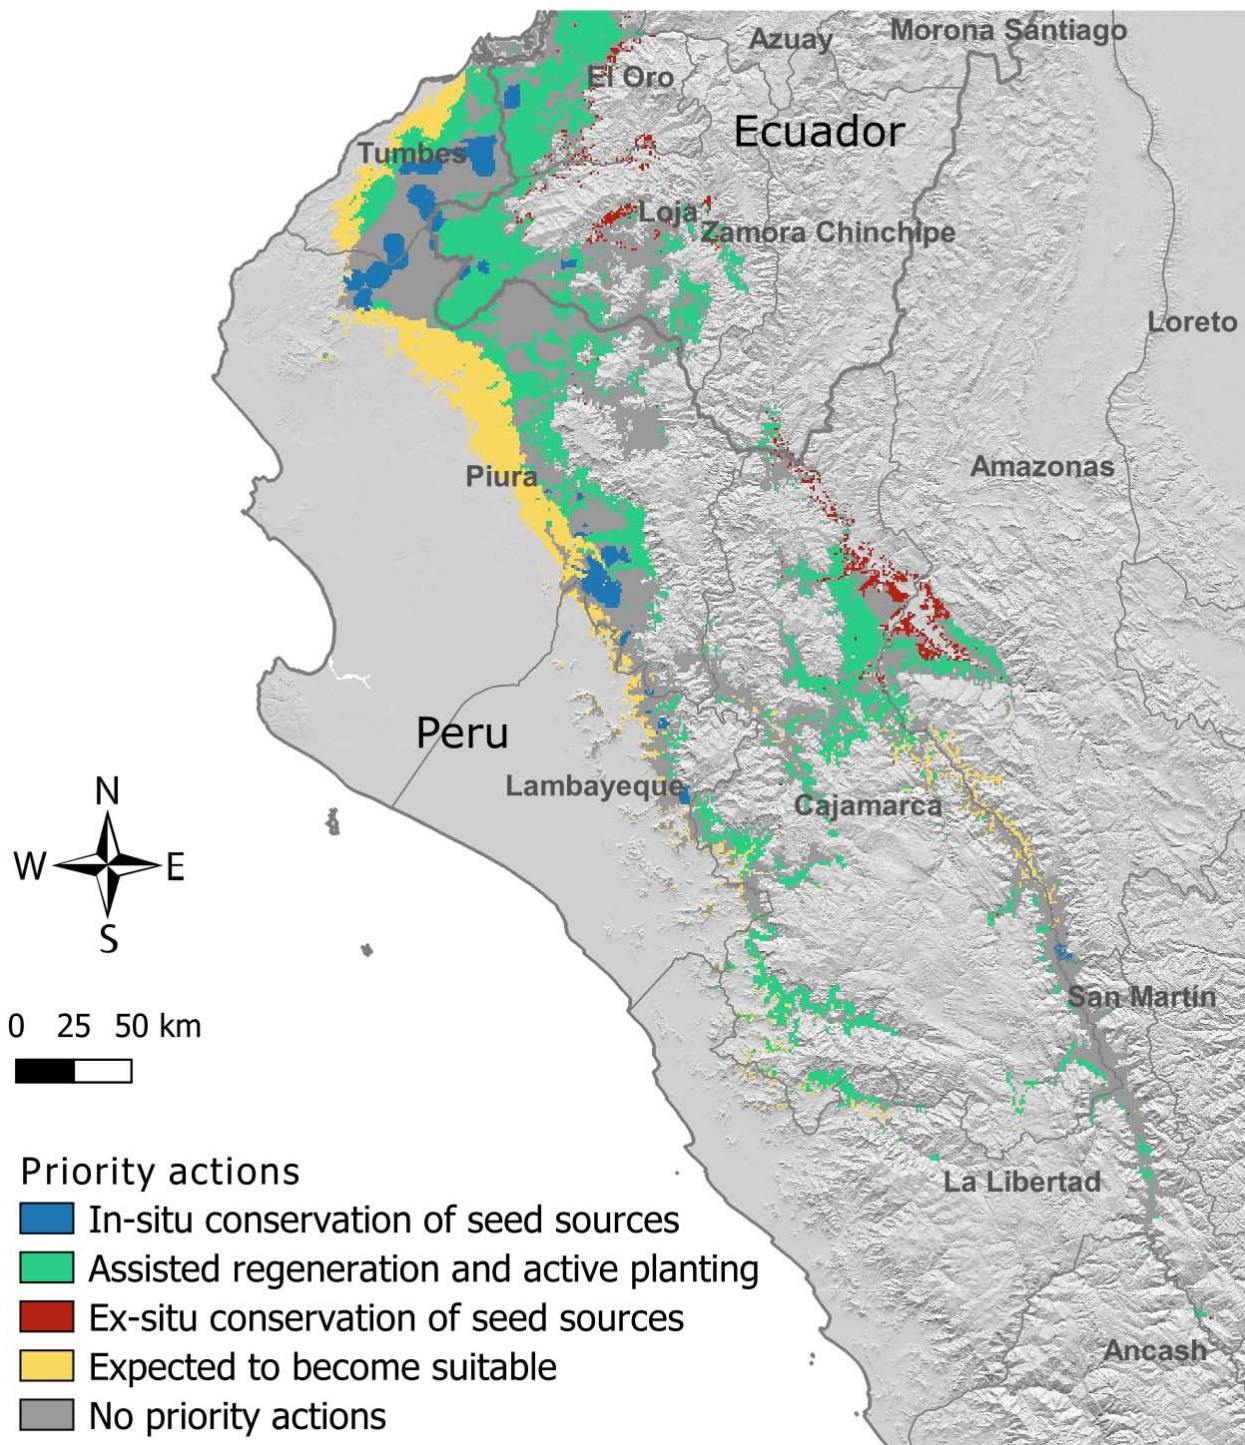 Azuay
Morona Santiago
El Oro
Ecuador
Tumbes
Loja
Zamora Chinchipe
Loreto
Amazonas
Piura
Peru
Lambayeque
Cajamarca
N
W
E
S
San Martín
0 25 50 km
La Libertad
Ancash
Priority actions
In-situ conservation of seed sources
Assisted regeneration and active planting
Ex-situ conservation of seed sources
Expected to become suitable
No priority actions